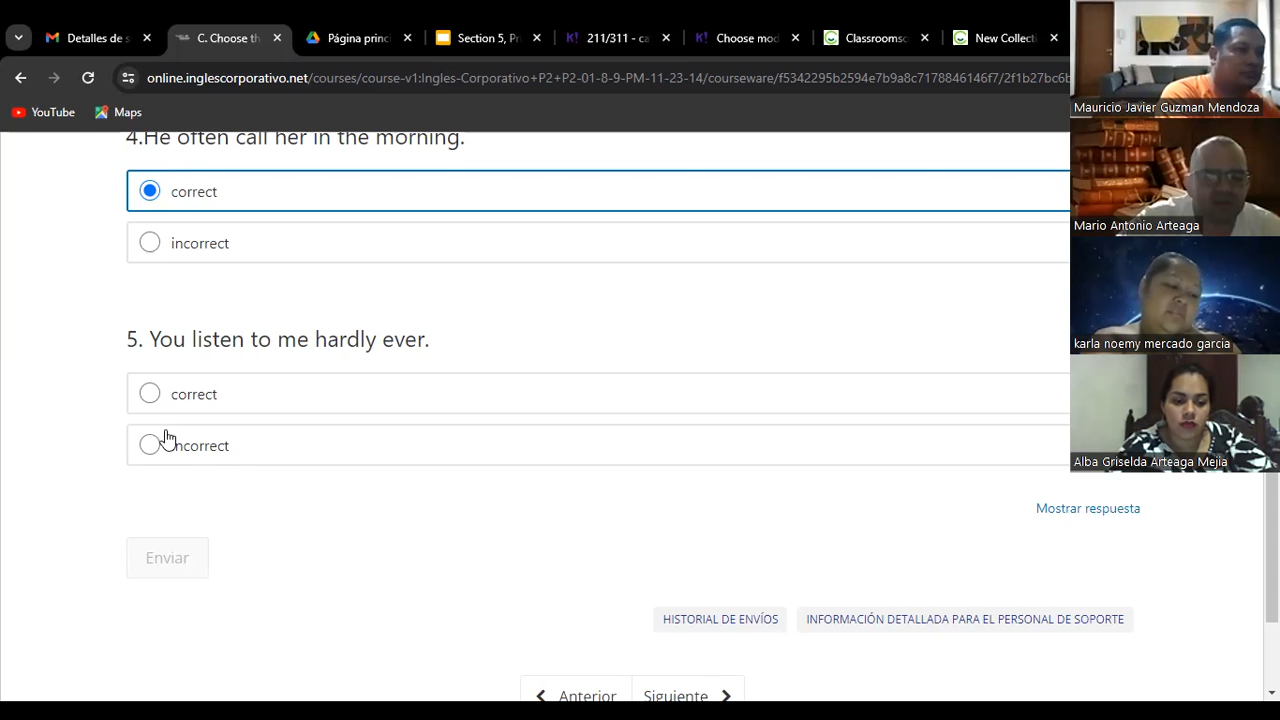 Detalles de s
C. Choose th
Página princ
Section 5, Pr
211/311 - ca
Choose mod
Classroomsc
New Collecti
online.inglescorporativo.net/courses/course-v1:Ingles-Corporativo+P2+P2-01-8-9-PM-11-23-14/courseware/f5342295b2594e7b9a8c7178846146f7/2f1b27bc6b
YouTube
Maps
4.He often call her in the morning.
correct
incorrect
5. You listen to me hardly ever.
correct
incorrect
Mostrar respuesta
Enviar
HISTORIAL DE ENVÍOS
INFORMACIÓN DETALLADA PARA EL PERSONAL DE SOPORTE
Anterior
Siguiente
Mauricio Javier Guzman Mendoza
Mario Antonio Arteaga
karla noemy mercado garcia
Alba Griselda Arteaga Mejia